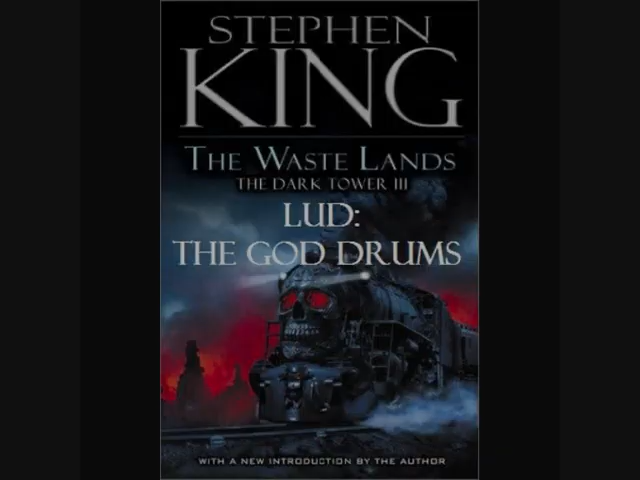 STEPHEN
KING
THE WASTE LANDS
THE DARK TOWER III
LUD:
THE GOD DRUMS
WITH A NEW INTRODUCTION BY THE AUTHOR